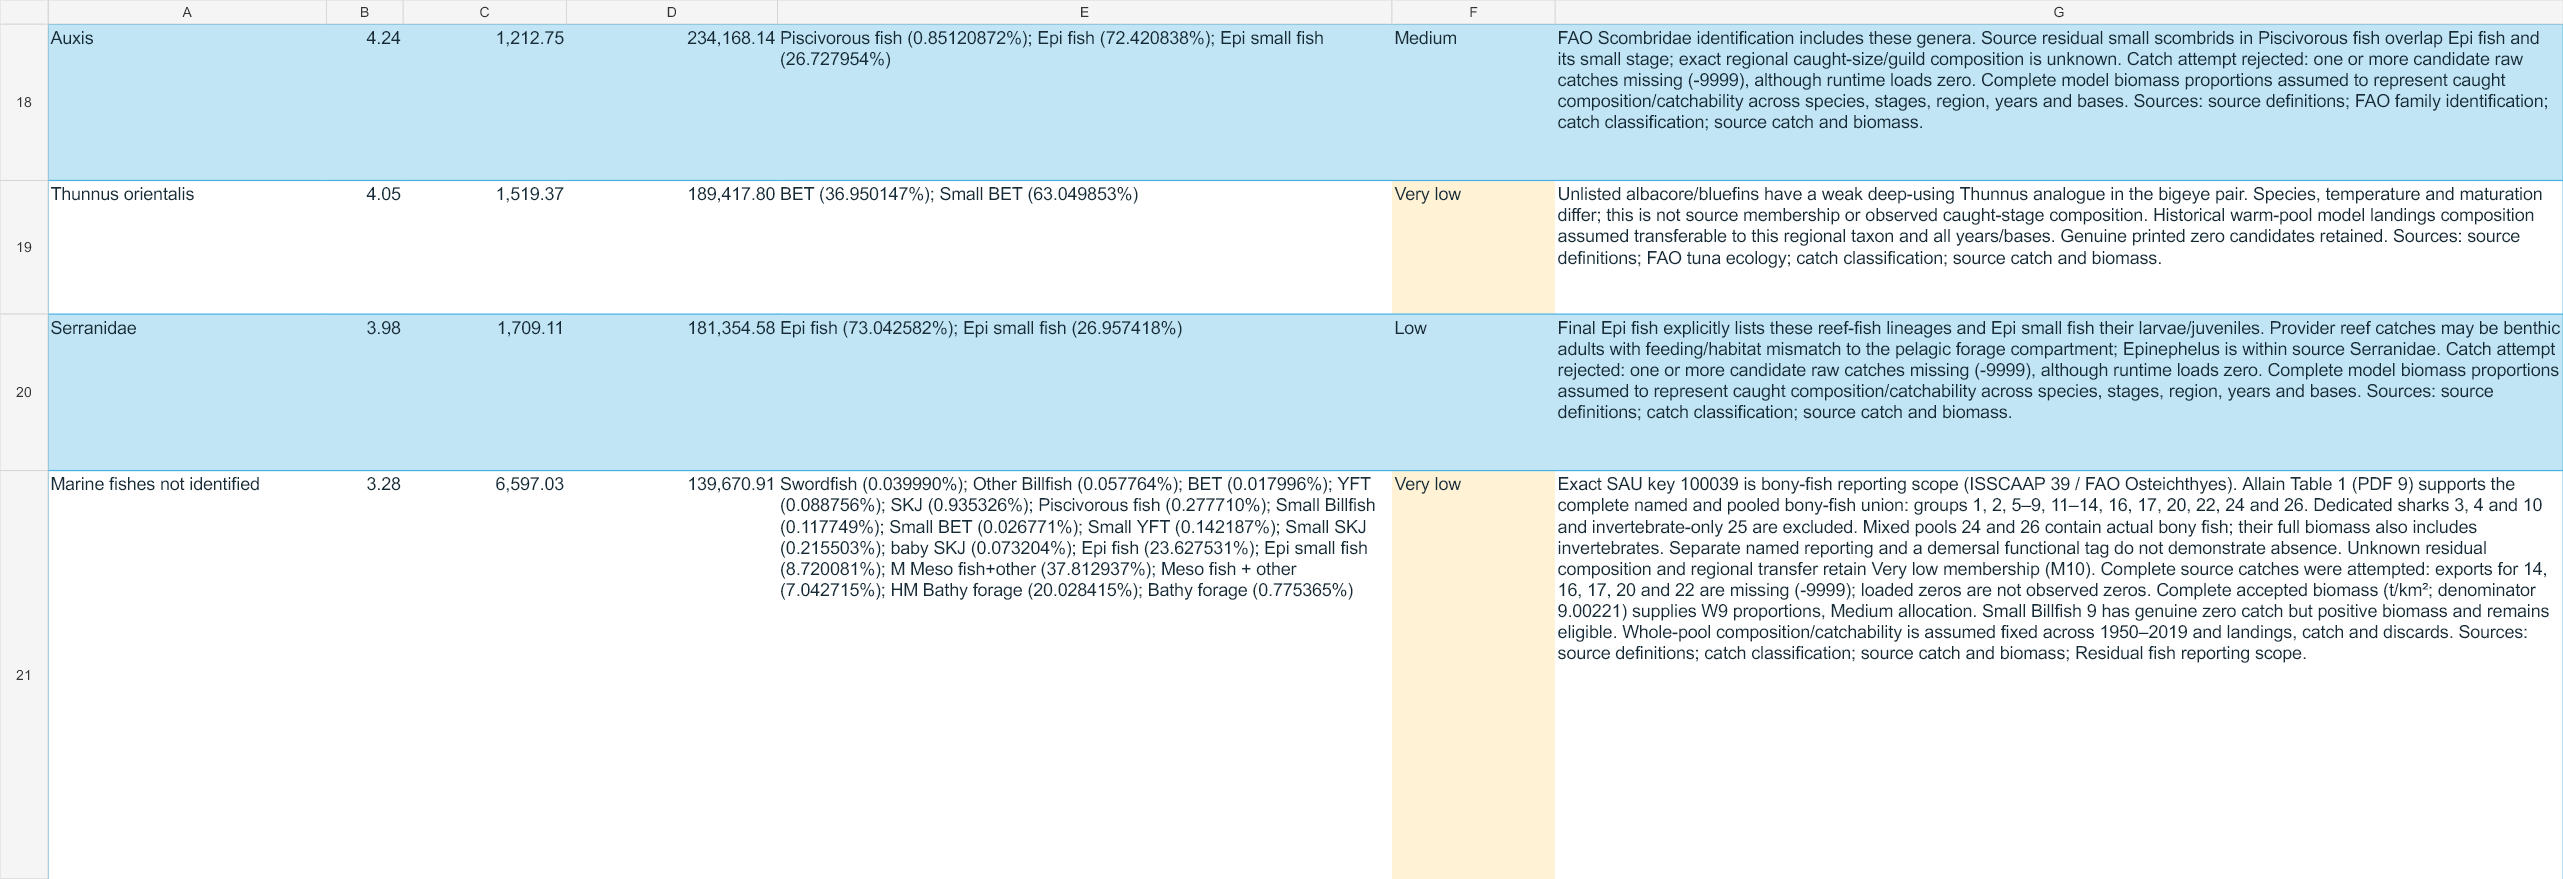 A B C D E F G
18
Auxis 4.24 1,212.75 234,168.14
Piscivorous fish (0.85120872%); Epi fish (72.420838%); Epi small fish
(26.727954%)
Medium
FAO Scombridae identification includes these genera. Source residual small scombrids in Piscivorous fish overlap Epi fish and
its small stage; exact regional caught-size/guild composition is unknown. Catch attempt rejected: one or more candidate raw
catches missing (-9999), although runtime loads zero. Complete model biomass proportions assumed to represent caught
composition/catchability across species, stages, region, years and bases. Sources: source definitions; FAO family identification;
catch classification; source catch and biomass.
19
Thunnus orientalis 4.05 1,519.37 189,417.80
BET (36.950147%); Small BET (63.049853%)
Very low
Unlisted albacore/bluefins have a weak deep-using Thunnus analogue in the bigeye pair. Species, temperature and maturation
differ; this is not source membership or observed caught-stage composition. Historical warm-pool model landings composition
assumed transferable to this regional taxon and all years/bases. Genuine printed zero candidates retained. Sources: source
definitions; FAO tuna ecology; catch classification; source catch and biomass.
20
Serranidae 3.98 1,709.11 181,354.58
Epi fish (73.042582%); Epi small fish (26.957418%)
Low
Final Epi fish explicitly lists these reef-fish lineages and Epi small fish their larvae/juveniles. Provider reef catches may be benthic
adults with feeding/habitat mismatch to the pelagic forage compartment; Epinephelus is within source Serranidae. Catch attempt
rejected: one or more candidate raw catches missing (-9999), although runtime loads zero. Complete model biomass proportions
assumed to represent caught composition/catchability across species, stages, region, years and bases. Sources: source
definitions; catch classification; source catch and biomass.
21
Marine fishes not identified 3.28 6,597.03 139,670.91
Swordfish (0.039990%); Other Billfish (0.057764%); BET (0.017996%); YFT
(0.088756%); SKJ (0.935326%); Piscivorous fish (0.277710%); Small Billfish
(0.117749%); Small BET (0.026771%); Small YFT (0.142187%); Small SKJ
(0.215503%); baby SKJ (0.073204%); Epi fish (23.627531%); Epi small fish
(8.720081%); M Meso fish+other (37.812937%); Meso fish + other
(7.042715%); HM Bathy forage (20.028415%); Bathy forage (0.775365%)
Very low
Exact SAU key 100039 is bony-fish reporting scope (ISSCAAP 39 / FAO Osteichthyes). Allain Table 1 (PDF 9) supports the
complete named and pooled bony-fish union: groups 1, 2, 5–9, 11–14, 16, 17, 20, 22, 24 and 26. Dedicated sharks 3, 4 and 10
and invertebrate-only 25 are excluded. Mixed pools 24 and 26 contain actual bony fish; their full biomass also includes
invertebrates. Separate named reporting and a demersal functional tag do not demonstrate absence. Unknown residual
composition and regional transfer retain Very low membership (M10). Complete source catches were attempted: exports for 14,
16, 17, 20 and 22 are missing (-9999); loaded zeros are not observed zeros. Complete accepted biomass (t/km²; denominator
9.00221) supplies W9 proportions, Medium allocation. Small Billfish 9 has genuine zero catch but positive biomass and remains
eligible. Whole-pool composition/catchability is assumed fixed across 1950–2019 and landings, catch and discards. Sources:
source definitions; catch classification; source catch and biomass; Residual fish reporting scope.